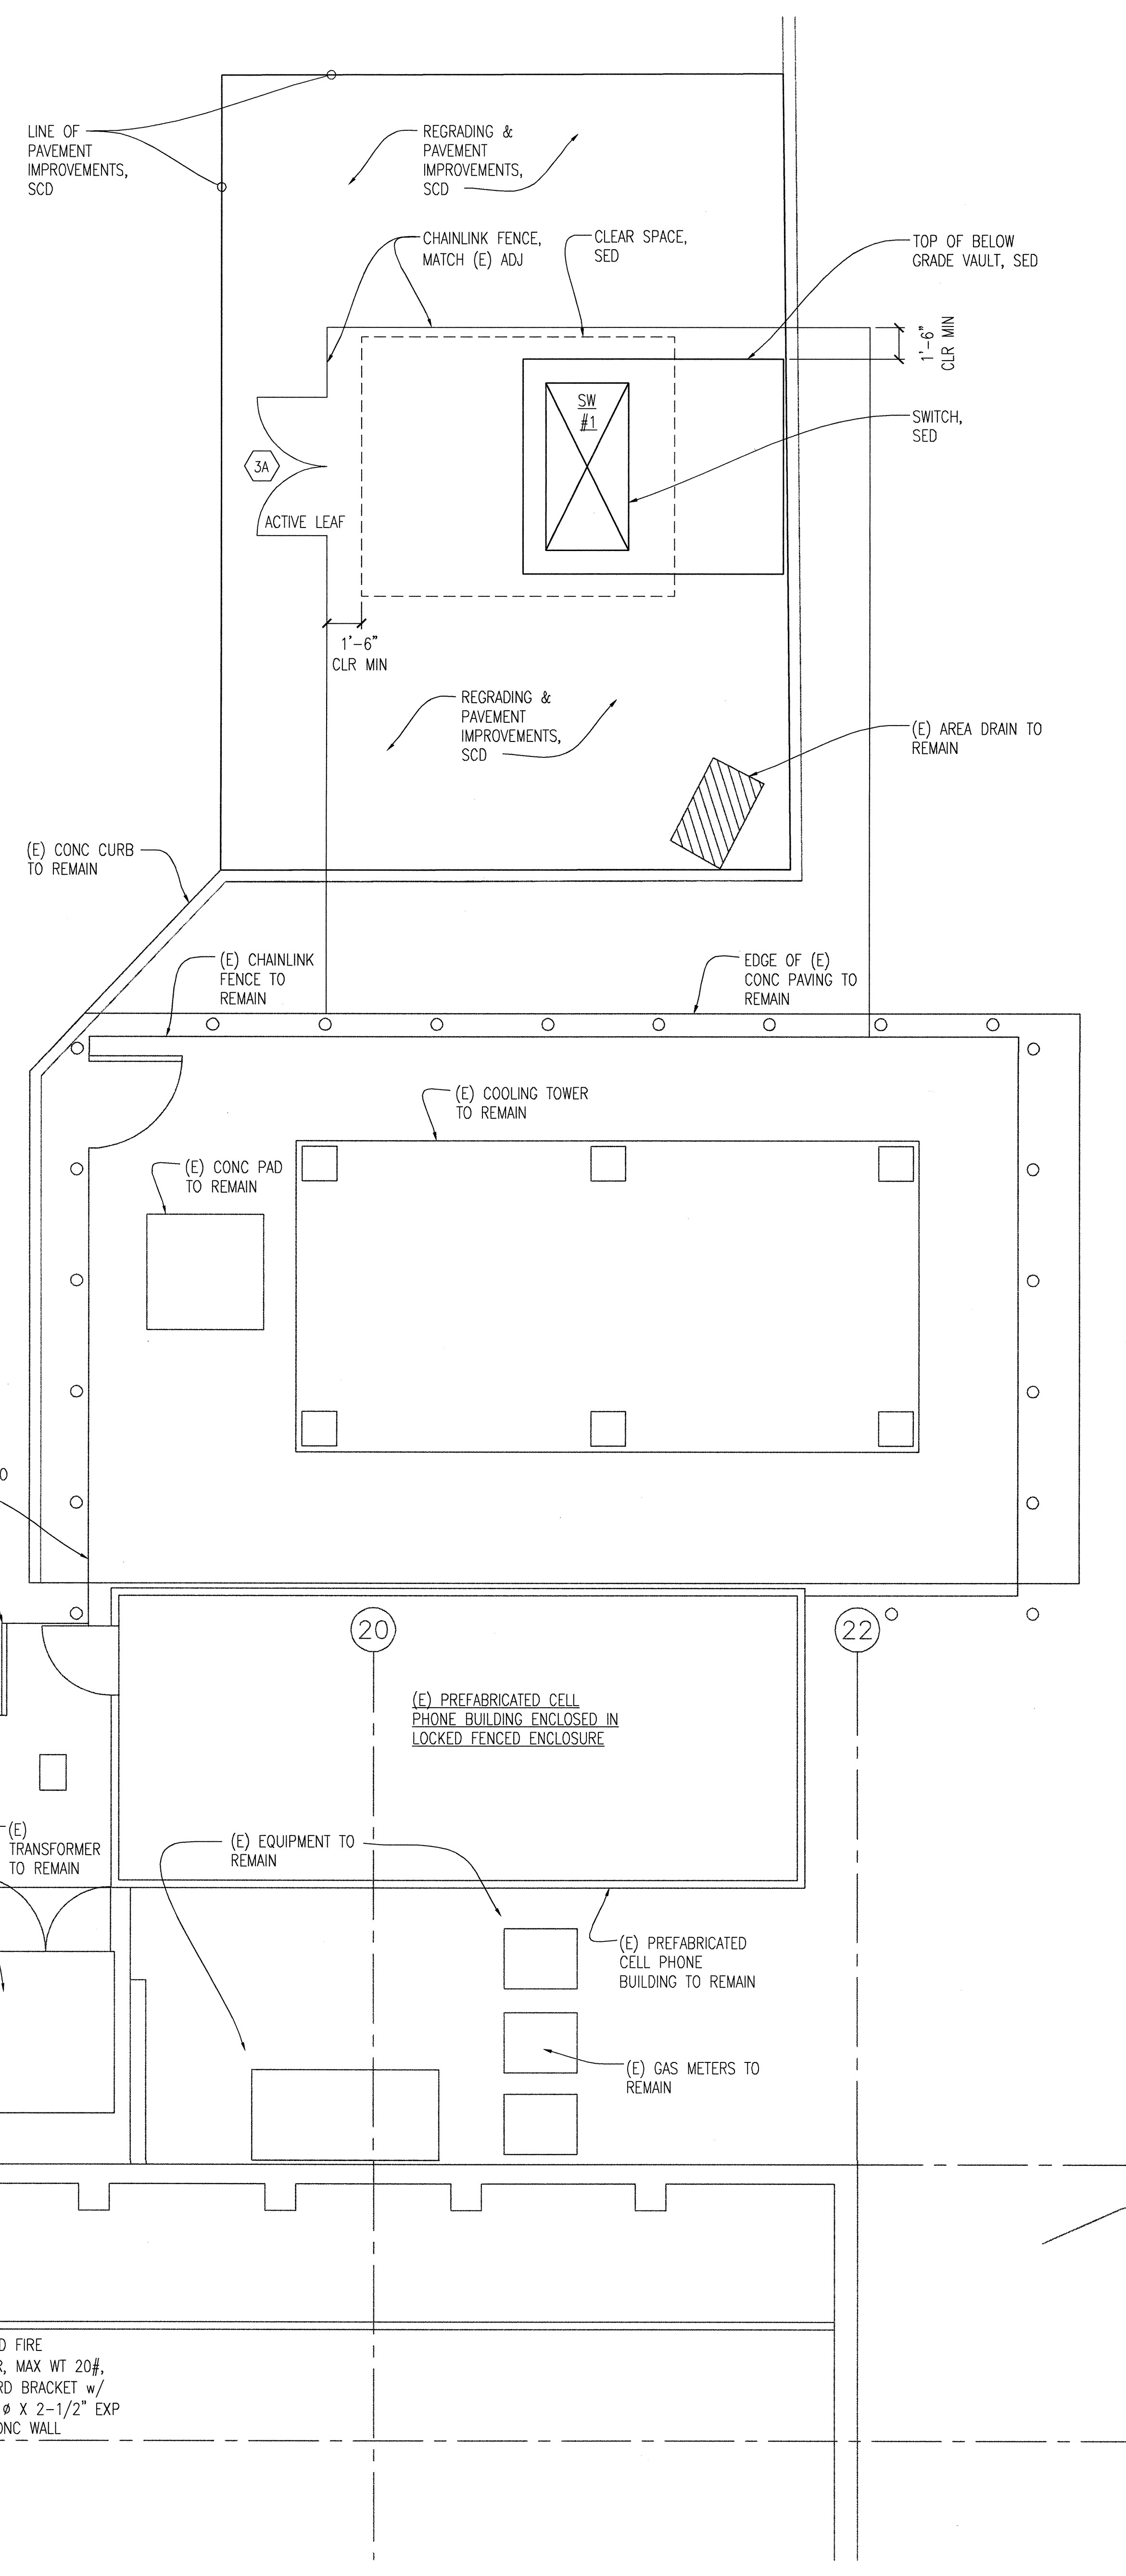 LINE OF
PAVEMENT
IMPROVEMENTS,
SCD
REGRADING &
PAVEMENT
IMPROVEMENTS,
SCD
CHAINLINK FENCE,
MATCH (E) ADJ
CLEAR SPACE,
SED
TOP OF BELOW
GRADE VAULT, SED
1'-6"
CLR MIN
SW
#1
SWITCH,
SED
3A
ACTIVE LEAF
1'-6"
CLR MIN
REGRADING &
PAVEMENT
IMPROVEMENTS,
SCD
(E) AREA DRAIN TO
REMAIN
(E) CONC CURB
TO REMAIN
(E) CHAINLINK
FENCE TO
REMAIN
EDGE OF (E)
CONC PAVING TO
REMAIN
(E) COOLING TOWER
TO REMAIN
(E) CONC PAD
TO REMAIN
O
20
22
(E) PREFABRICATED CELL
PHONE BUILDING ENCLOSED IN
LOCKED FENCED ENCLOSURE
(E)
TRANSFORMER
TO REMAIN
(E) EQUIPMENT TO
REMAIN
(E) PREFABRICATED
CELL PHONE
BUILDING TO REMAIN
(E) GAS METERS TO
REMAIN
D FIRE
R, MAX WT 20#,
RD BRACKET w/
ø X 2-1/2" EXP
ONC WALL